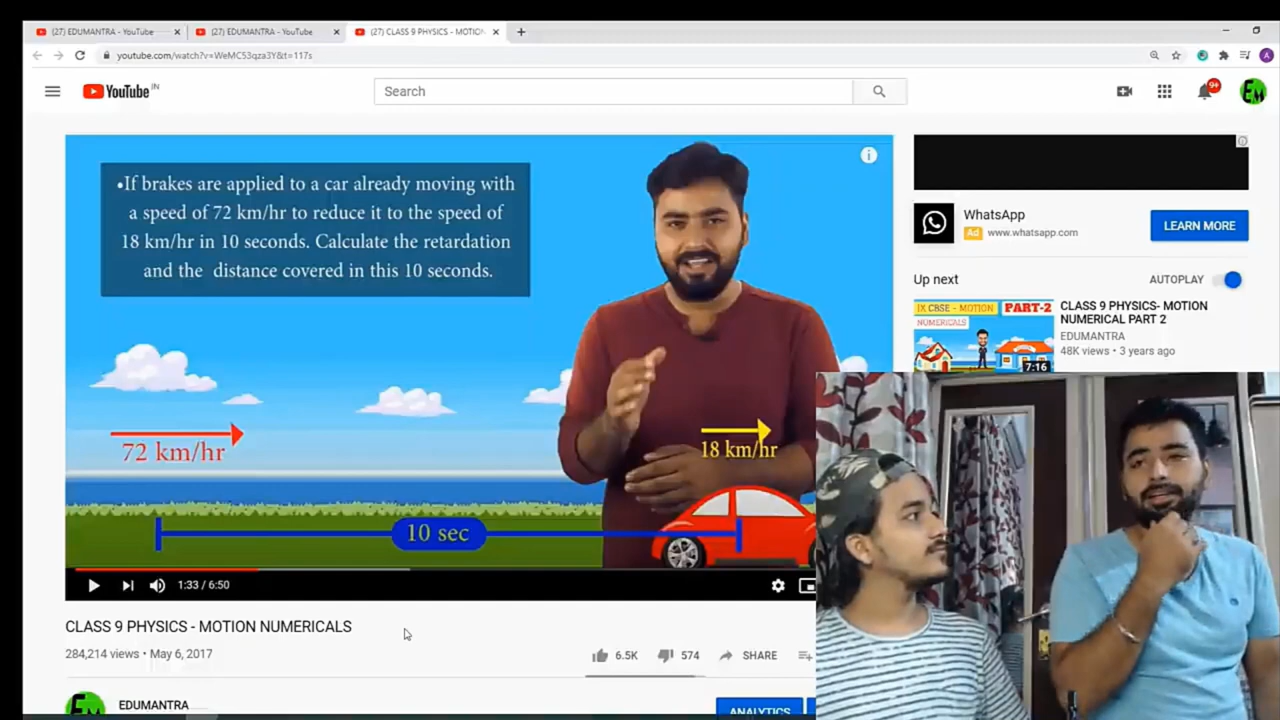 (27) EDUMANTRA - YouTube
(27) EDUMANTRA - YouTube
(27) CLASS 9 PHYSICS - MOTION
youtube.com/watch?v=WeMC53qza3Y&t=117s
A
YouTube IN
Search
9+
EM
•If brakes are applied to a car already moving with
a speed of 72 km/hr to reduce it to the speed of
18 km/hr in 10 seconds. Calculate the retardation
and the distance covered in this 10 seconds.
72 km/hr
18 km/hr
10 sec
1:33 / 6:50
WhatsApp
Ad www.whatsapp.com
LEARN MORE
Up next
AUTOPLAY
IX CBSE - MOTION
NUMERICALS
PART-2
7:16
CLASS 9 PHYSICS- MOTION
NUMERICAL PART 2
EDUMANTRA
48K views • 3 years ago
CLASS 9 PHYSICS - MOTION NUMERICALS
284,214 views • May 6, 2017
6.5K
574
SHARE
EM
EDUMANTRA
ANALYTICS